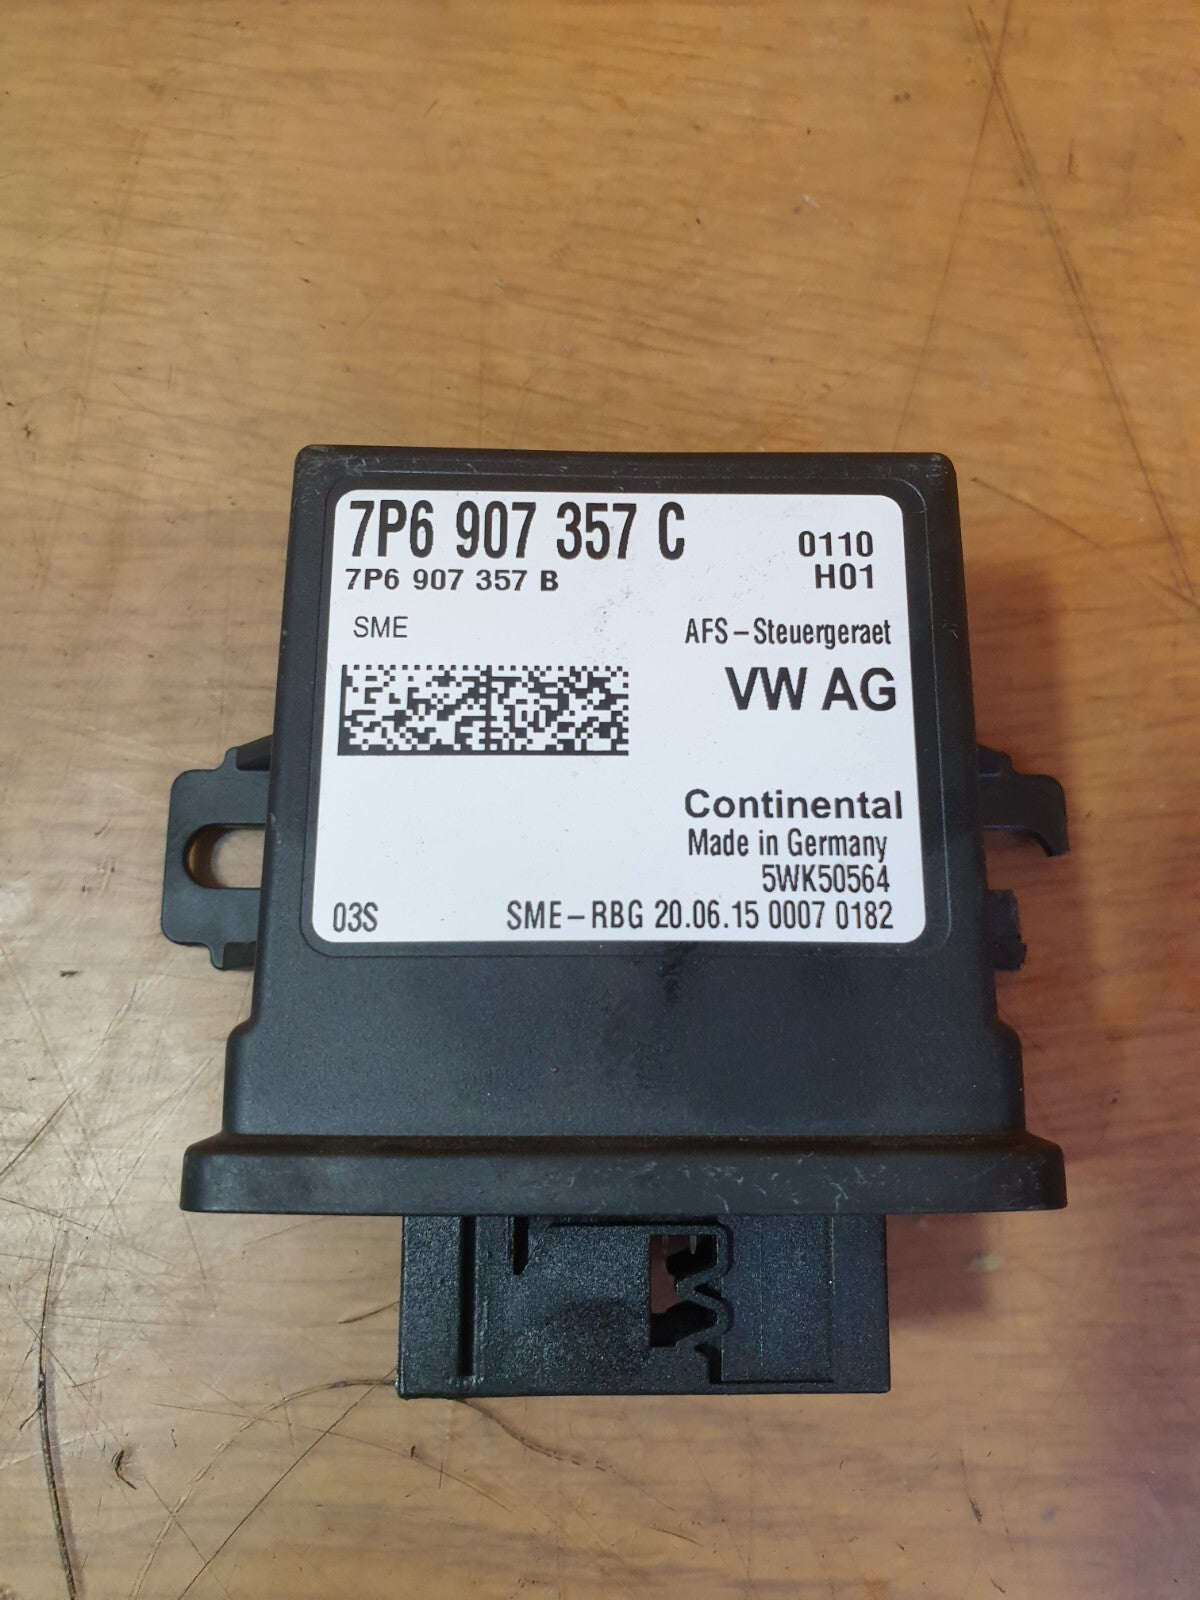 7P6 907 357 C
0110
7P6 907 357 B
H01
SME
AFS-Steuergeraet
VW AG
Continental
Made in Germany
5WK50564
03S
SME-RBG 20.06.15 0007 0182